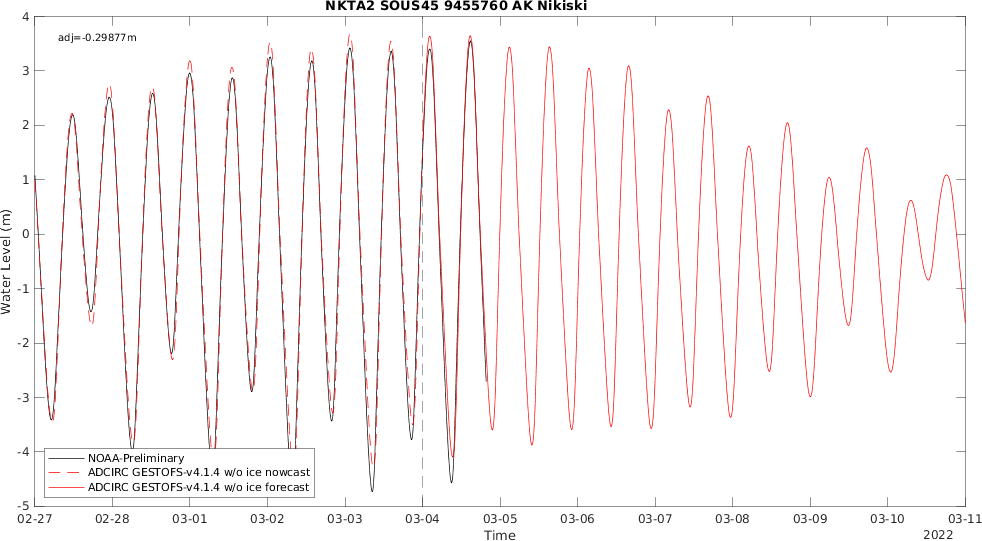 NKTA2 SOUS45 9455760 AK Nikiski
adj=-0.29877m
Water Level (m)
4
3
2
1
0
-1
-2
-3
-4
-5
NOAA-Preliminary
ADCIRC GESTOFS-v4.1.4 w/o ice nowcast
ADCIRC GESTOFS-v4.1.4 w/o ice forecast
02-27 02-28 03-01 03-02 03-03 03-04 03-05 03-06 03-07 03-08 03-09 03-10 03-11
Time
2022